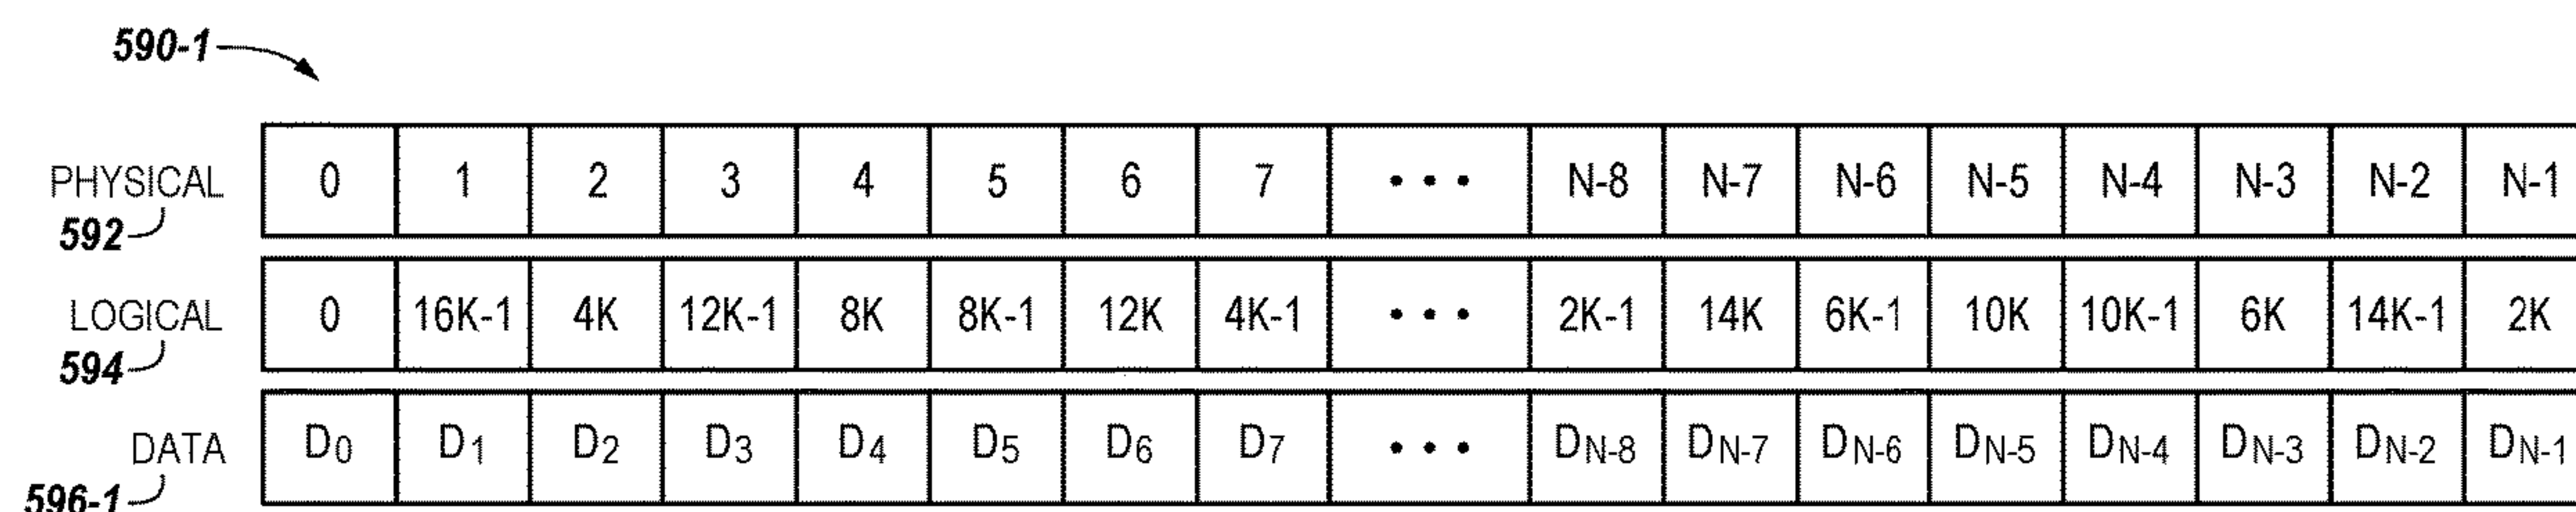 590-1
PHYSICAL 0 1 2 3 4 5 6 7 • • • N-8 N-7 N-6 N-5 N-4 N-3 N-2 N-1
592
LOGICAL 0 16K-1 4K 12K-1 8K 8K-1 12K 4K-1 • • • 2K-1 14K 6K-1 10K 10K-1 6K 14K-1 2K
594
DATA D0 D1 D2 D3 D4 D5 D6 D7 • • • DN-8 DN-7 DN-6 DN-5 DN-4 DN-3 DN-2 DN-1
596-1